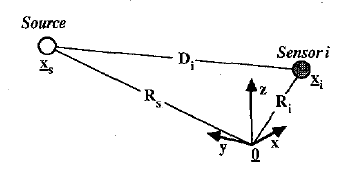 Source
Sensor i
x_s
D_i
x_i
R_s
z
R_i
y
0
x